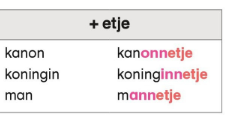 + etje
kanon kanonnetje
koningin koninginnetje
man mannetje